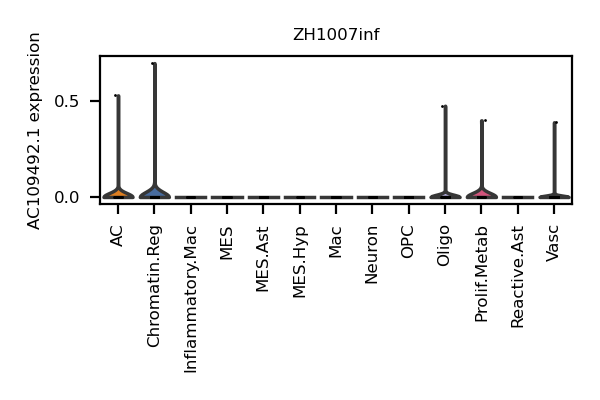 ZH1007inf
AC109492.1 expression
0.5
0.0
AC
Chromatin.Reg
Inflammatory.Mac
MES
MES.Ast
MES.Hyp
Mac
Neuron
OPC
Oligo
Prolif.Metab
Reactive.Ast
Vasc